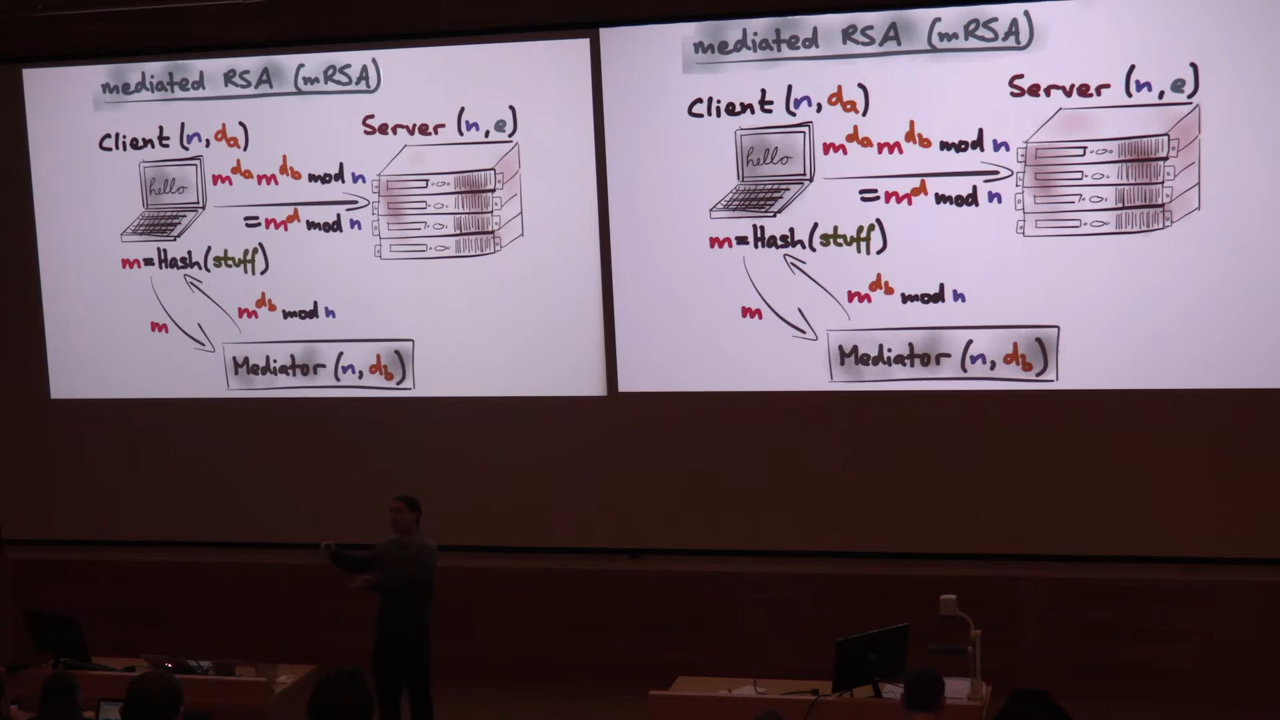 mediated RSA (mRSA)
Client (n, da)
Server (n, e)
hello
m^da m^db mod n
= m^d mod n
m = Hash(stuff)
m
m^db mod n
Mediator (n, db)
mediated RSA (mRSA)
Client (n, da)
Server (n, e)
hello
m^da m^db mod n
= m^d mod n
m = Hash(stuff)
m
m^db mod n
Mediator (n, db)